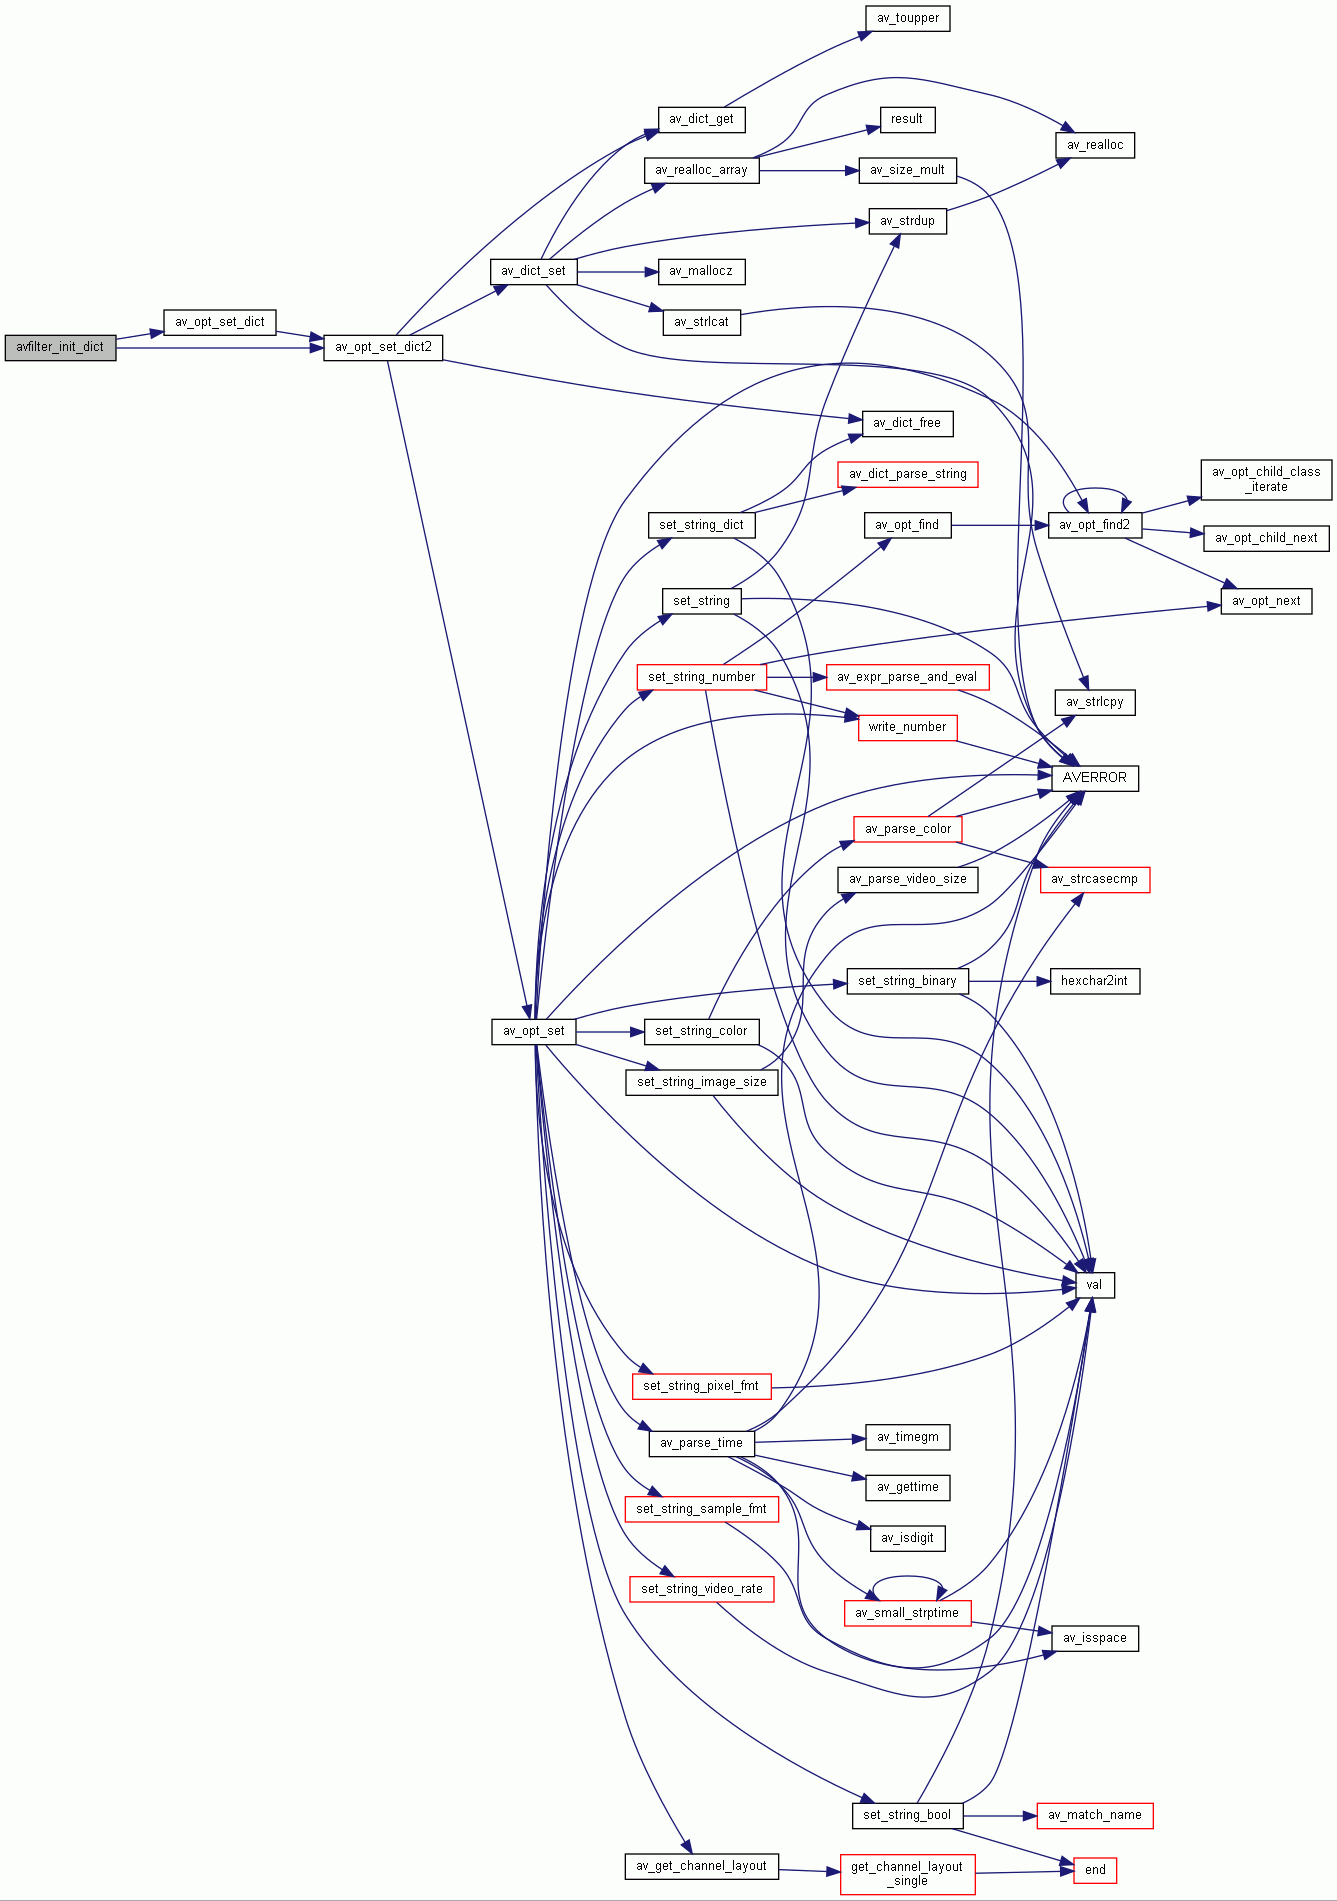 av_toupper
av_dict_get
result
av_realloc
av_realloc_array
av_size_mult
av_strdup
av_dict_set
av_mallocz
av_opt_set_dict
av_strlcat
avfilter_init_dict
av_opt_set_dict2
av_dict_free
av_dict_parse_string
av_opt_child_class
_iterate
set_string_dict
av_opt_find
av_opt_find2
av_opt_child_next
set_string
av_opt_next
set_string_number
av_expr_parse_and_eval
av_strlcpy
write_number
AVERROR
av_parse_color
av_parse_video_size
av_strcasecmp
set_string_binary
hexchar2int
av_opt_set
set_string_color
set_string_image_size
val
set_string_pixel_fmt
av_parse_time
av_timegm
av_gettime
set_string_sample_fmt
av_isdigit
set_string_video_rate
av_small_strptime
av_isspace
set_string_bool
av_match_name
av_get_channel_layout
get_channel_layout
_single
end